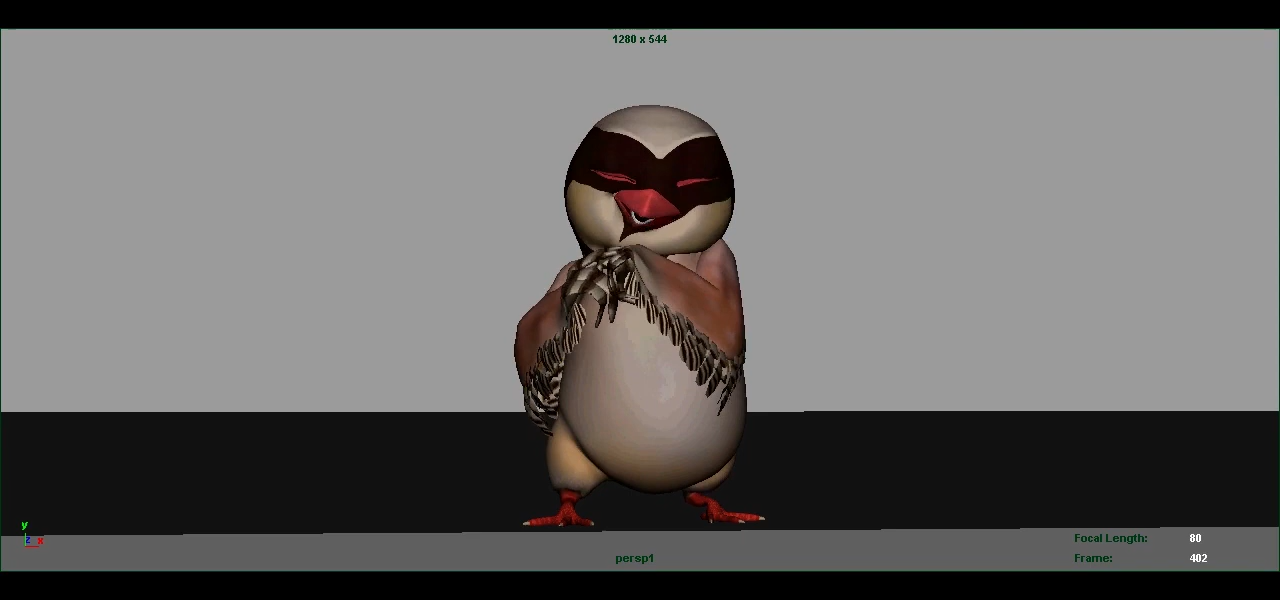 1280 x 544
y
z x
Focal Length: 80
persp1
Frame: 402